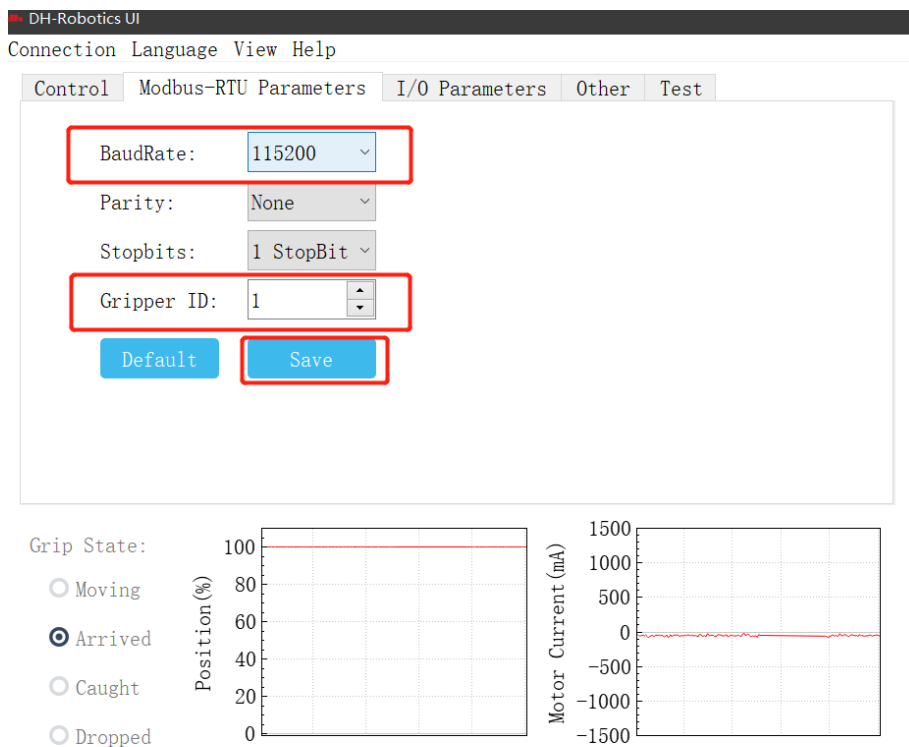 DH-Robotics UI
Connection Language View Help
Control Modbus-RTU Parameters I/O Parameters Other Test
BaudRate: 115200
Parity: None
Stopbits: 1 StopBit
Gripper ID: 1
Default Save
Grip State:
Moving
Arrived
Caught
Dropped
Position(%)
100
80
60
40
20
0
Motor Current(mA)
1500
1000
500
0
-500
-1000
-1500